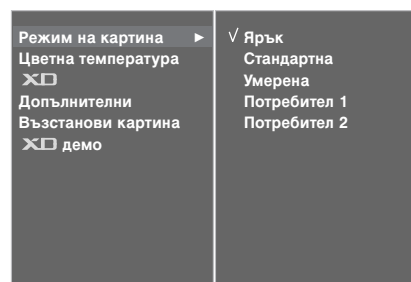 Режим на картина ►
Цветна температура
XD
Допълнителни
Възстанови картина
XD демо
√ Ярък
Стандартна
Умерена
Потребител 1
Потребител 2